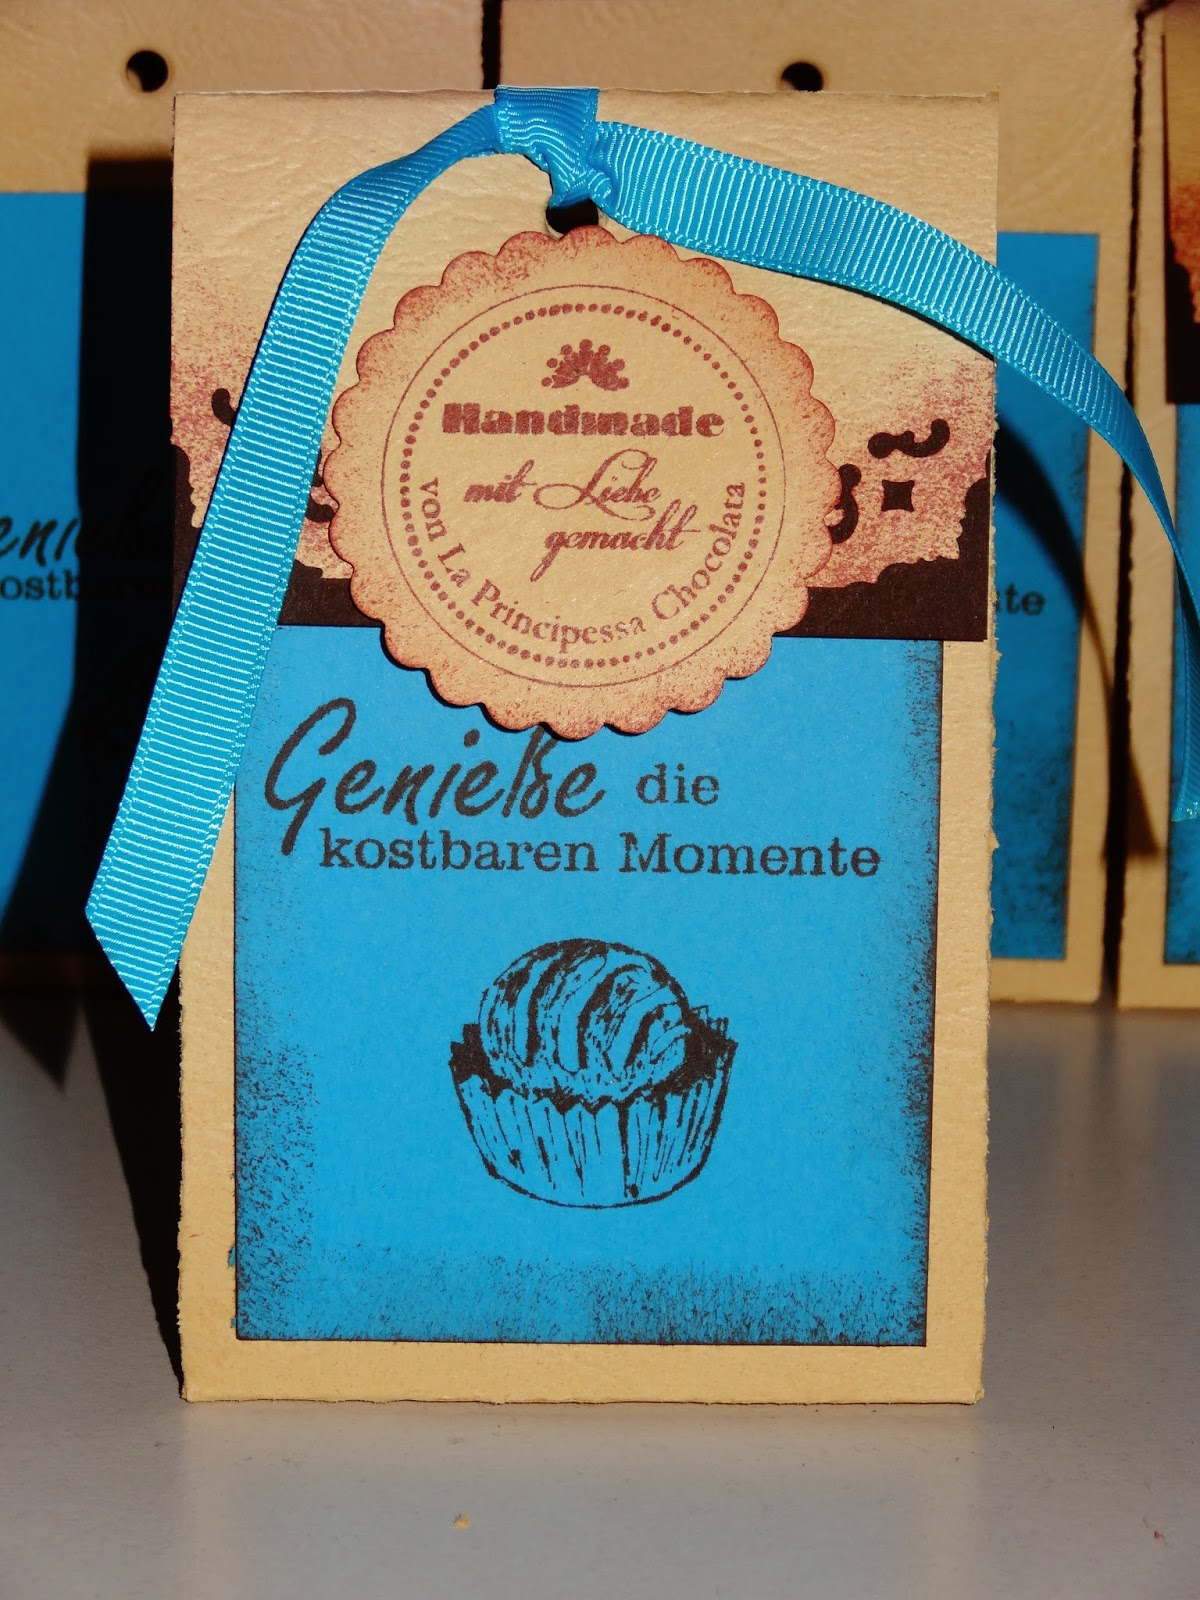 Handmade
mit Liebe
gemacht
von La Principessa Chocolata
Genieße die
kostbaren Momente